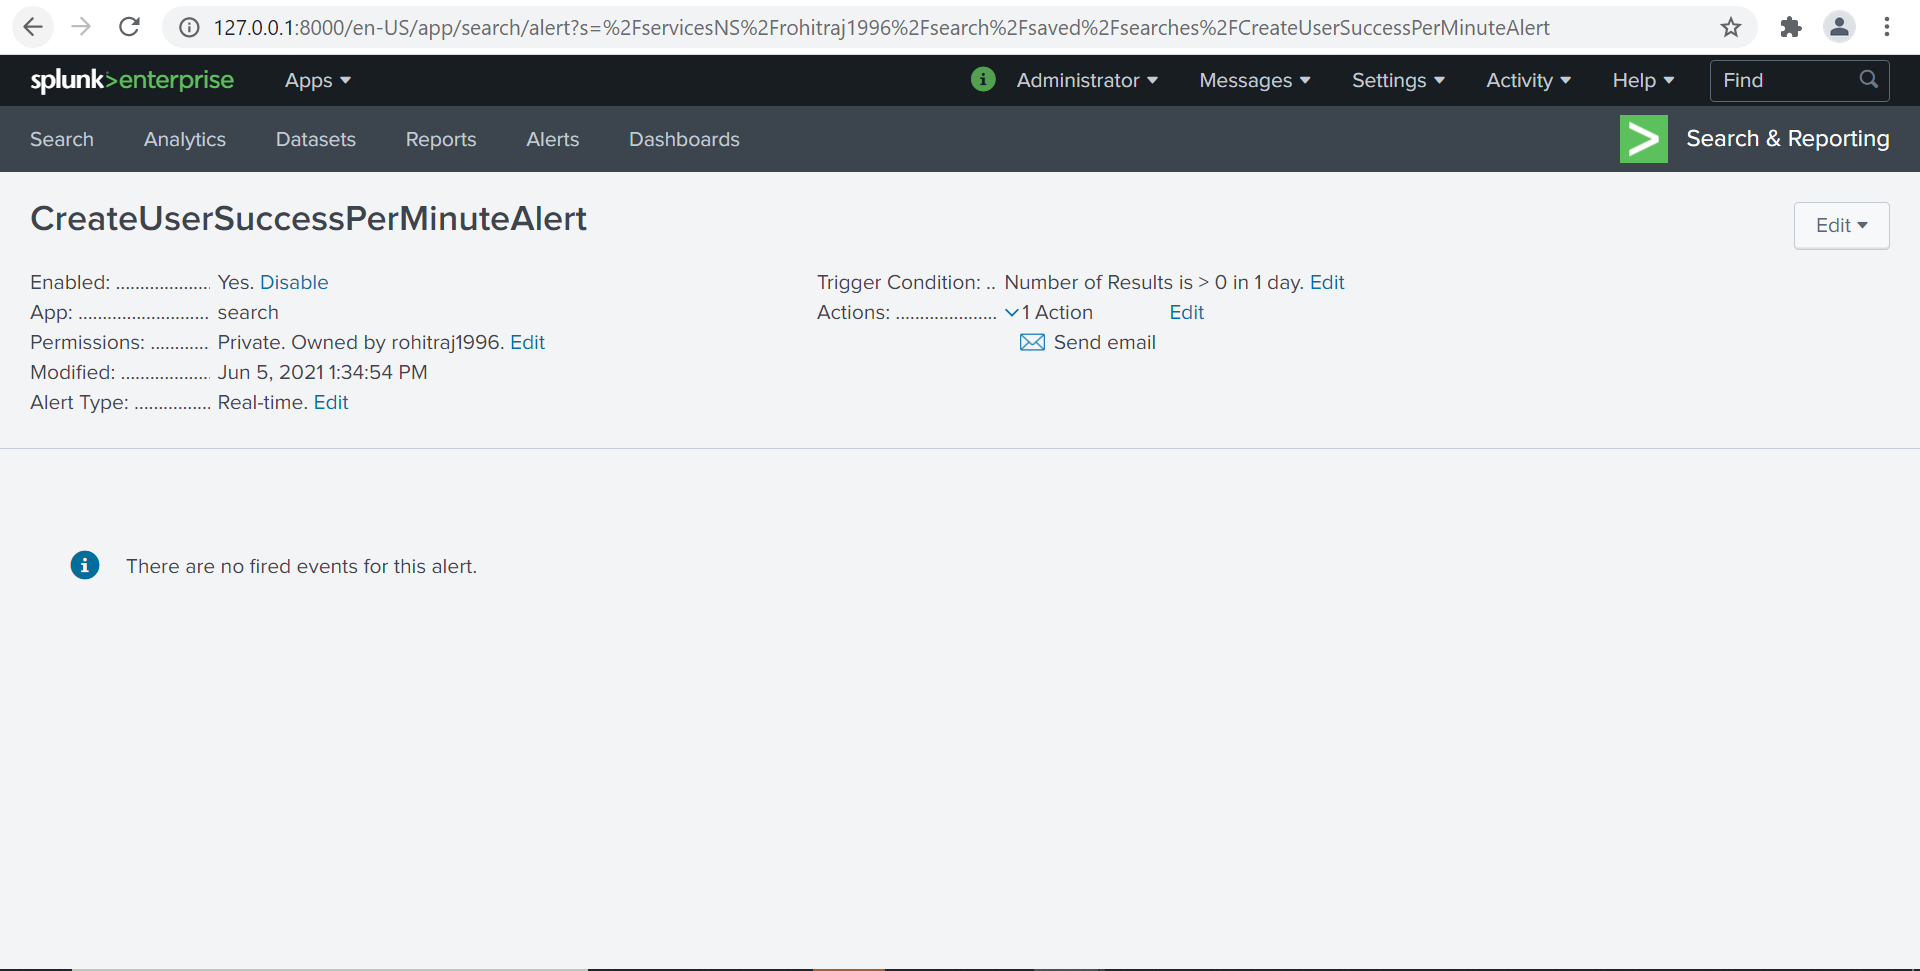 127.0.0.1:8000/en-US/app/search/alert?s=%2FservicesNS%2Frohitraj1996%2Fsearch%2Fsaved%2Fsearches%2FCreateUserSuccessPerMinuteAlert
splunk>enterprise Apps Administrator Messages Settings Activity Help Find
Search Analytics Datasets Reports Alerts Dashboards Search & Reporting
CreateUserSuccessPerMinuteAlert
Edit
Enabled: ................... Yes. Disable
App: ........................... search
Permissions: ............ Private. Owned by rohitraj1996. Edit
Modified: ................... Jun 5, 2021 1:34:54 PM
Alert Type: ................ Real-time. Edit
Trigger Condition: .. Number of Results is > 0 in 1 day. Edit
Actions: ..................... 1 Action Edit
Send email
There are no fired events for this alert.